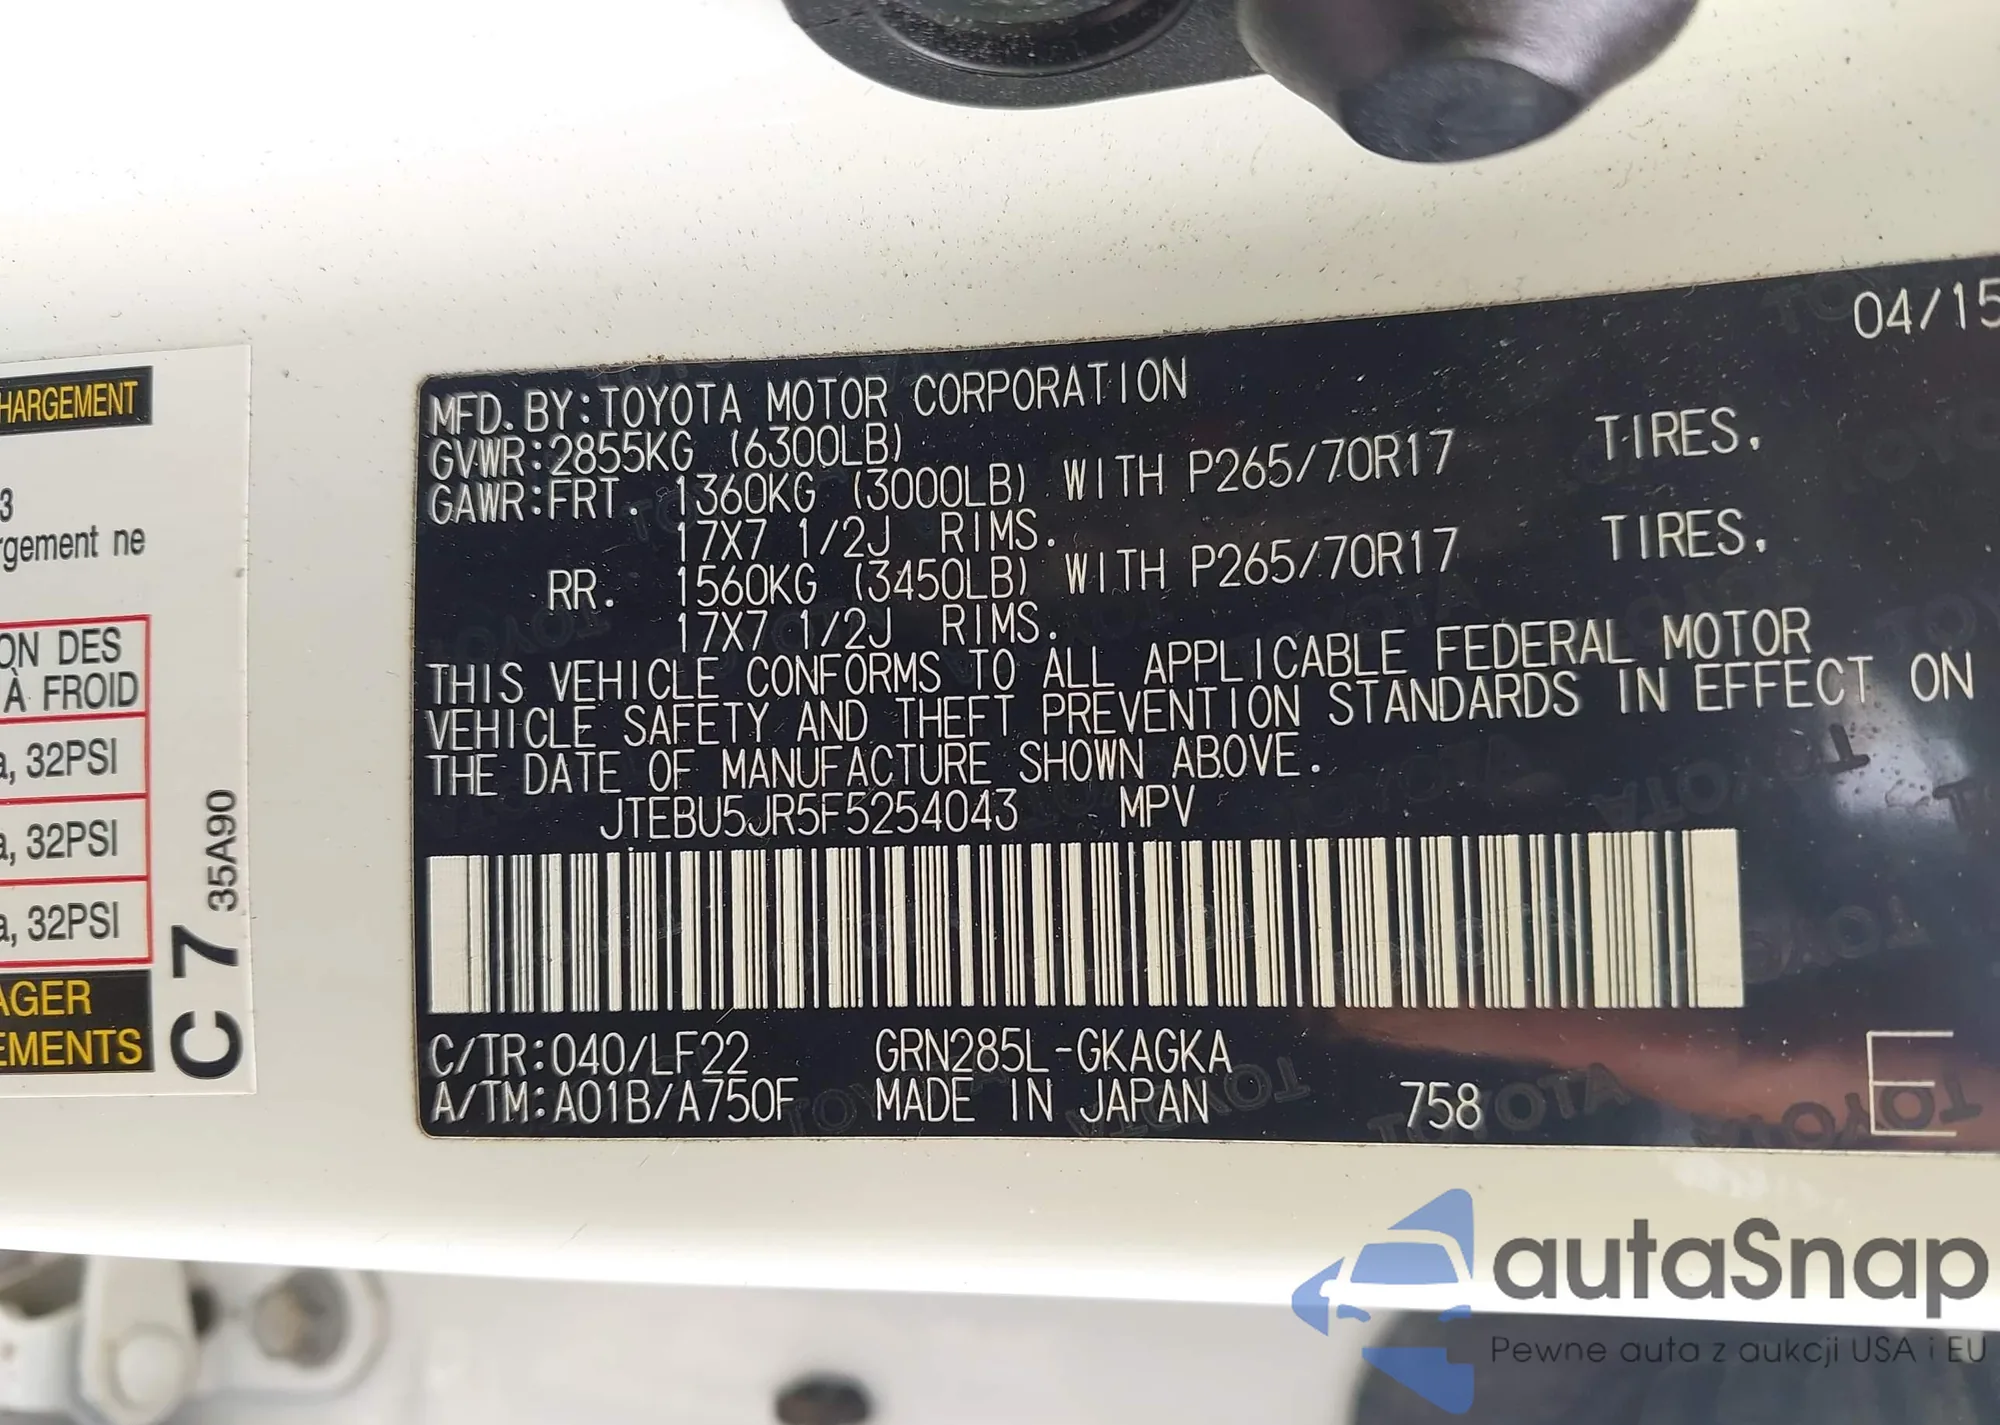 HARGEMENT
3
rgement ne
ON DES
À FROID
a, 32PSI
a, 32PSI
a, 32PSI
AGER
EMENTS
C 7 35A90
04/15
MFD. BY: TOYOTA MOTOR CORPORATION
GVWR: 2855KG (6300LB)
GAWR: FRT. 1360KG (3000LB) WITH P265/70R17 TIRES.
17X7 1/2J RIMS.
RR. 1560KG (3450LB) WITH P265/70R17 TIRES.
17X7 1/2J RIMS.
THIS VEHICLE CONFORMS TO ALL APPLICABLE FEDERAL MOTOR
VEHICLE SAFETY AND THEFT PREVENTION STANDARDS IN EFFECT ON
THE DATE OF MANUFACTURE SHOWN ABOVE.
JTEBU5JR5F5254043 MPV
C/TR: 040/LF22 GRN285L-GKAGKA
A/TM: A01B/A750F MADE IN JAPAN 758 E
autaSnap
Pewne auta z aukcji USA i EU